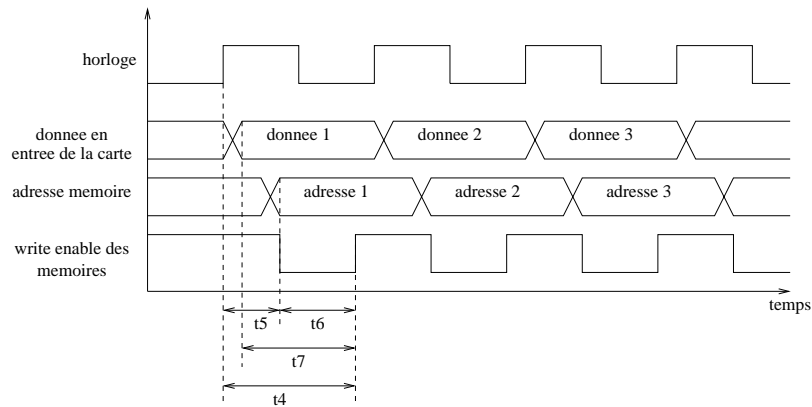 horloge
donnee en
entree de la carte
donnee 1
donnee 2
donnee 3
adresse memoire
adresse 1
adresse 2
adresse 3
write enable des
memoires
temps
t5
t6
t7
t4